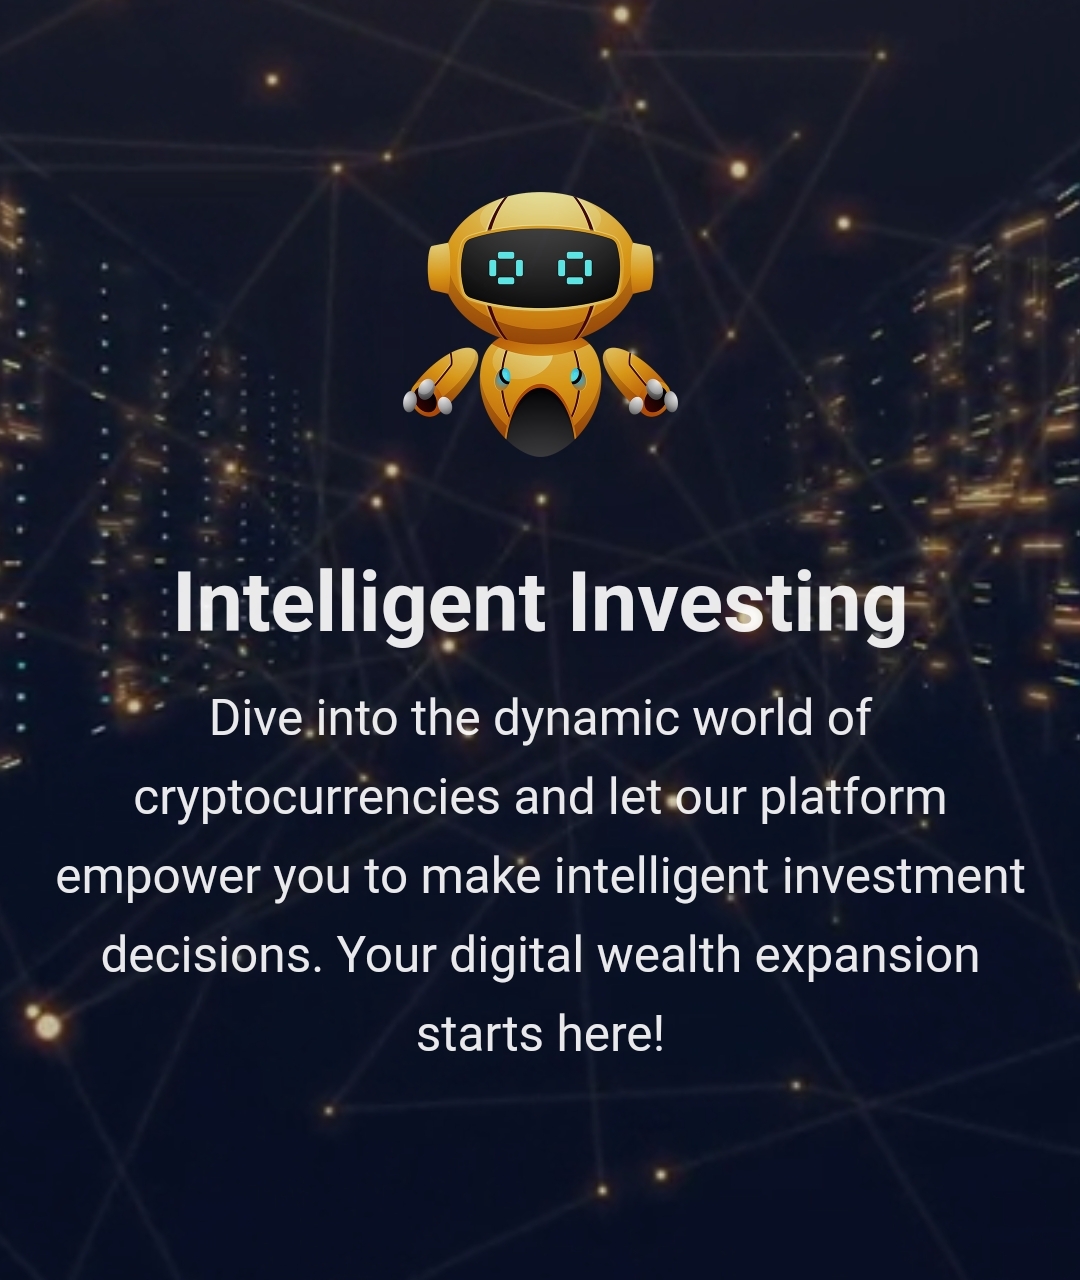 Intelligent Investing
Dive into the dynamic world of
cryptocurrencies and let our platform
empower you to make intelligent investment
decisions. Your digital wealth expansion
starts here!